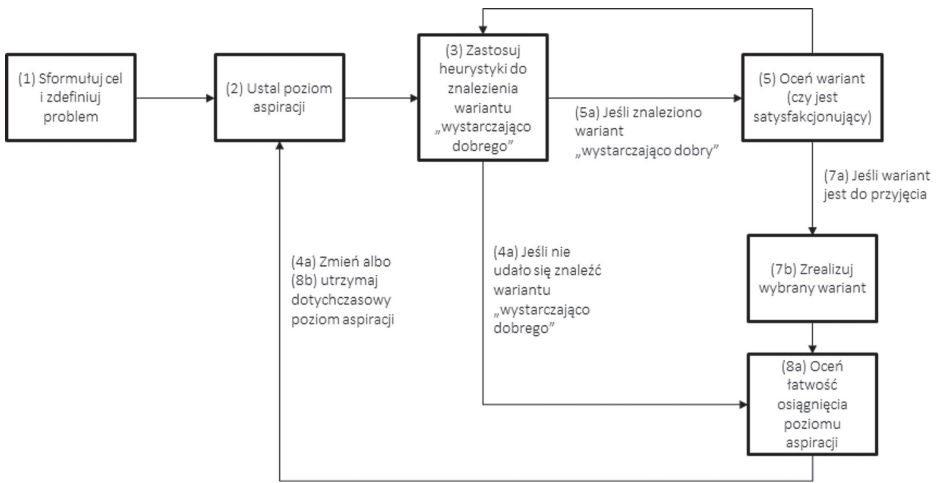 (1) Sformułuj cel
i zdefiniuj
problem
(2) Ustal poziom
aspiracji
(3) Zastosuj
heurystyki do
znalezienia
wariantu
„wystarczająco
dobrego”
(5a) Jeśli znaleziono
wariant
„wystarczająco dobry”
(5) Oceń wariant
(czy jest
satysfakcjonujący)
(7a) Jeśli wariant
jest do przyjęcia
(4a) Zmień albo
(8b) utrzymaj
dotychczasowy
poziom aspiracji
(4a) Jeśli nie
udało się znaleźć
wariantu
„wystarczająco
dobrego”
(7b) Zrealizuj
wybrany wariant
(8a) Oceń
łatwość
osiągnięcia
poziomu
aspiracji